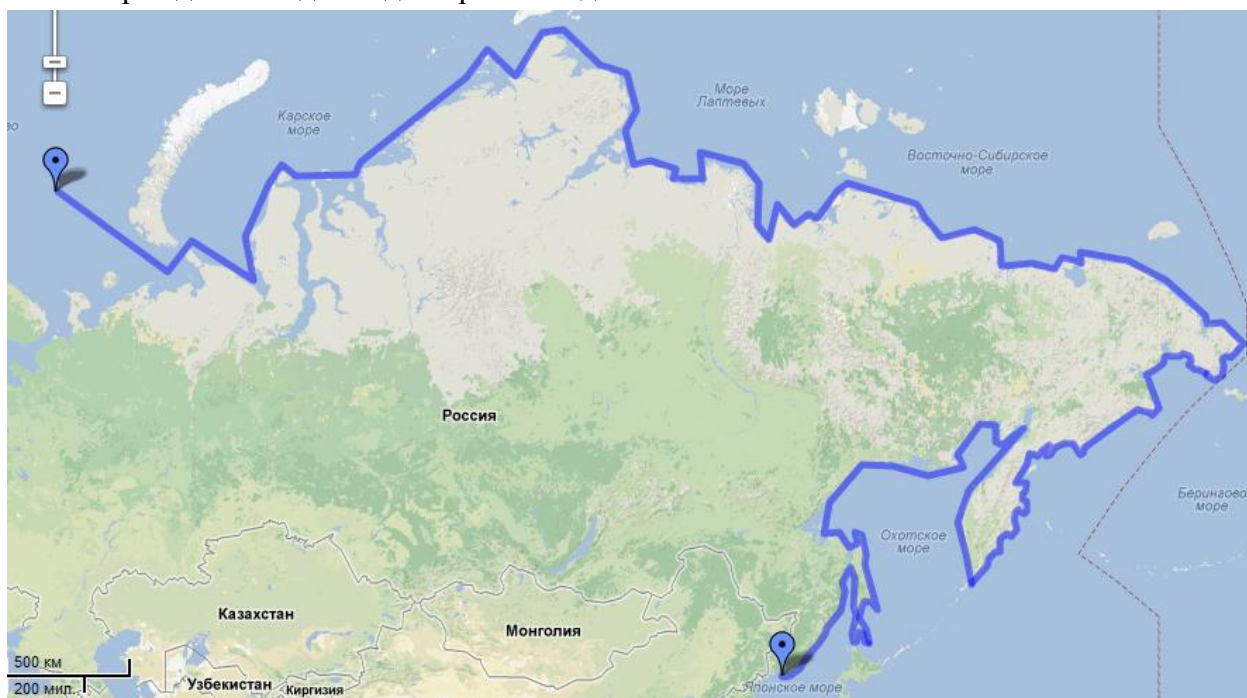 Карское
море
Море
Лаптевых
во
Восточно-Сибирское
море
Россия
Берингово
море
Охотское
море
Казахстан
Монголия
500 км
200 мил.
Узбекистан
Киргизия
Японское море